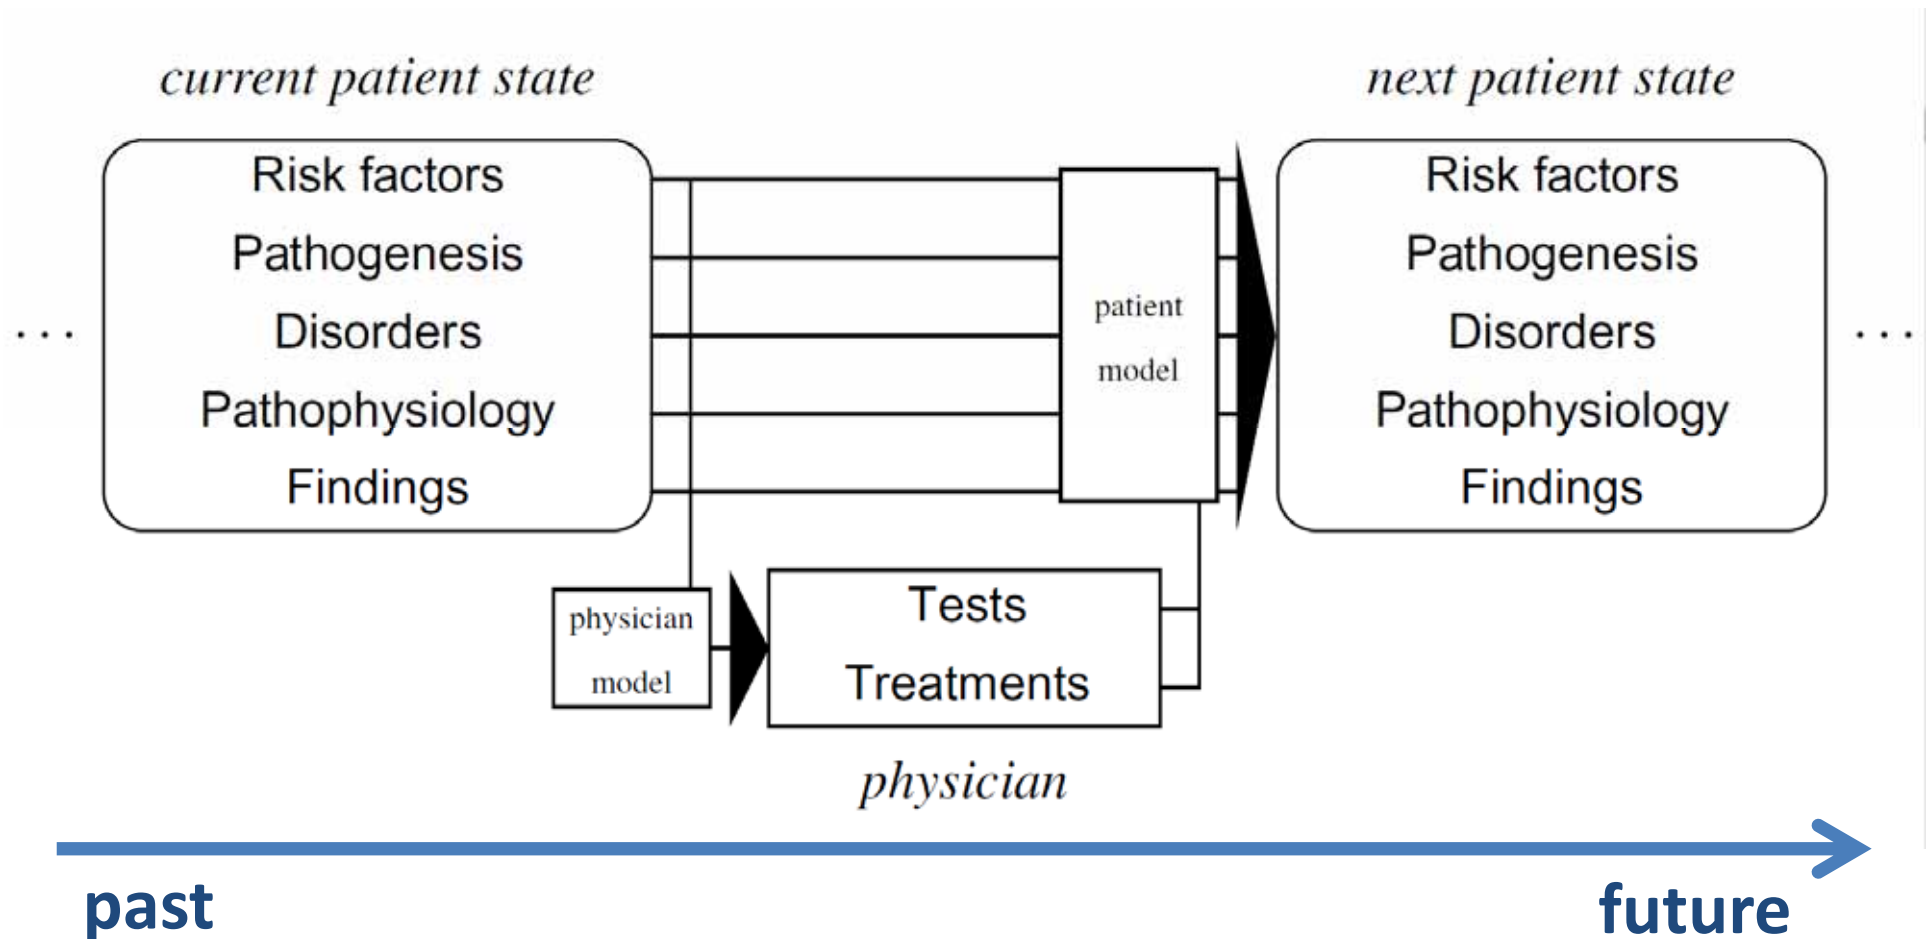 current patient state
next patient state
Risk factors
Pathogenesis
Disorders
Pathophysiology
Findings
patient
model
Risk factors
Pathogenesis
Disorders
Pathophysiology
Findings
. . .
. . .
physician
model
Tests
Treatments
physician
past
future